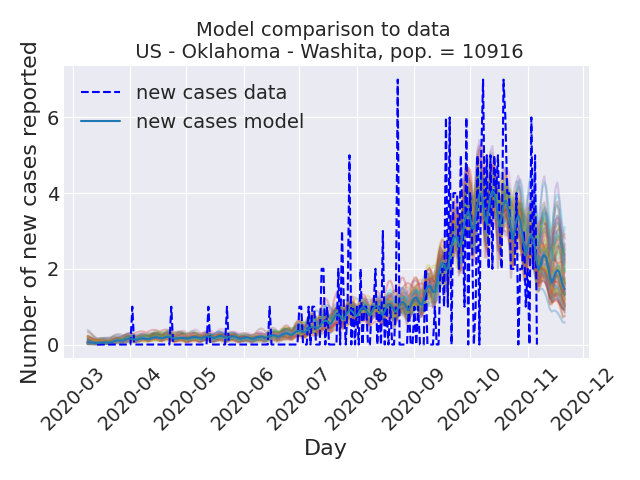 Model comparison to data
US - Oklahoma - Washita, pop. = 10916
new cases data
new cases model
Number of new cases reported
6
4
2
0
2020-03
2020-04
2020-05
2020-06
2020-07
2020-08
2020-09
2020-10
2020-11
2020-12
Day